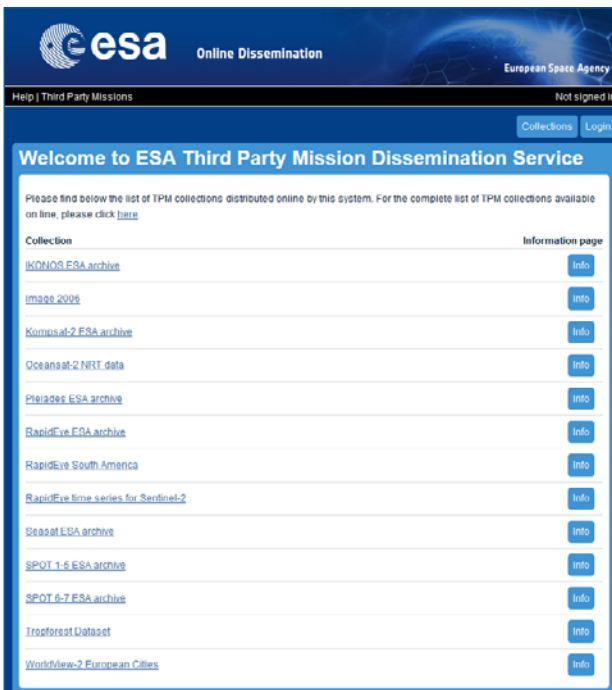 esa
Online Dissemination
European Space Agency
Help | Third Party Missions
Not signed in
Collections Login
Welcome to ESA Third Party Mission Dissemination Service
Please find below the list of TPM collections distributed online by this system. For the complete list of TPM collections available
on line, please click here.
Collection Information page
IKONOS ESA archive Info
Image 2006 Info
Kompsat-2 ESA archive Info
Oceansat-2 NRT data Info
Pleiades ESA archive Info
RapidEye ESA archive Info
RapidEye South America Info
RapidEye time series for Sentinel-2 Info
Seasat ESA archive Info
SPOT 1-5 ESA archive Info
SPOT 6-7 ESA archive Info
Tropforest Dataset Info
WorldView-2 European Cities Info